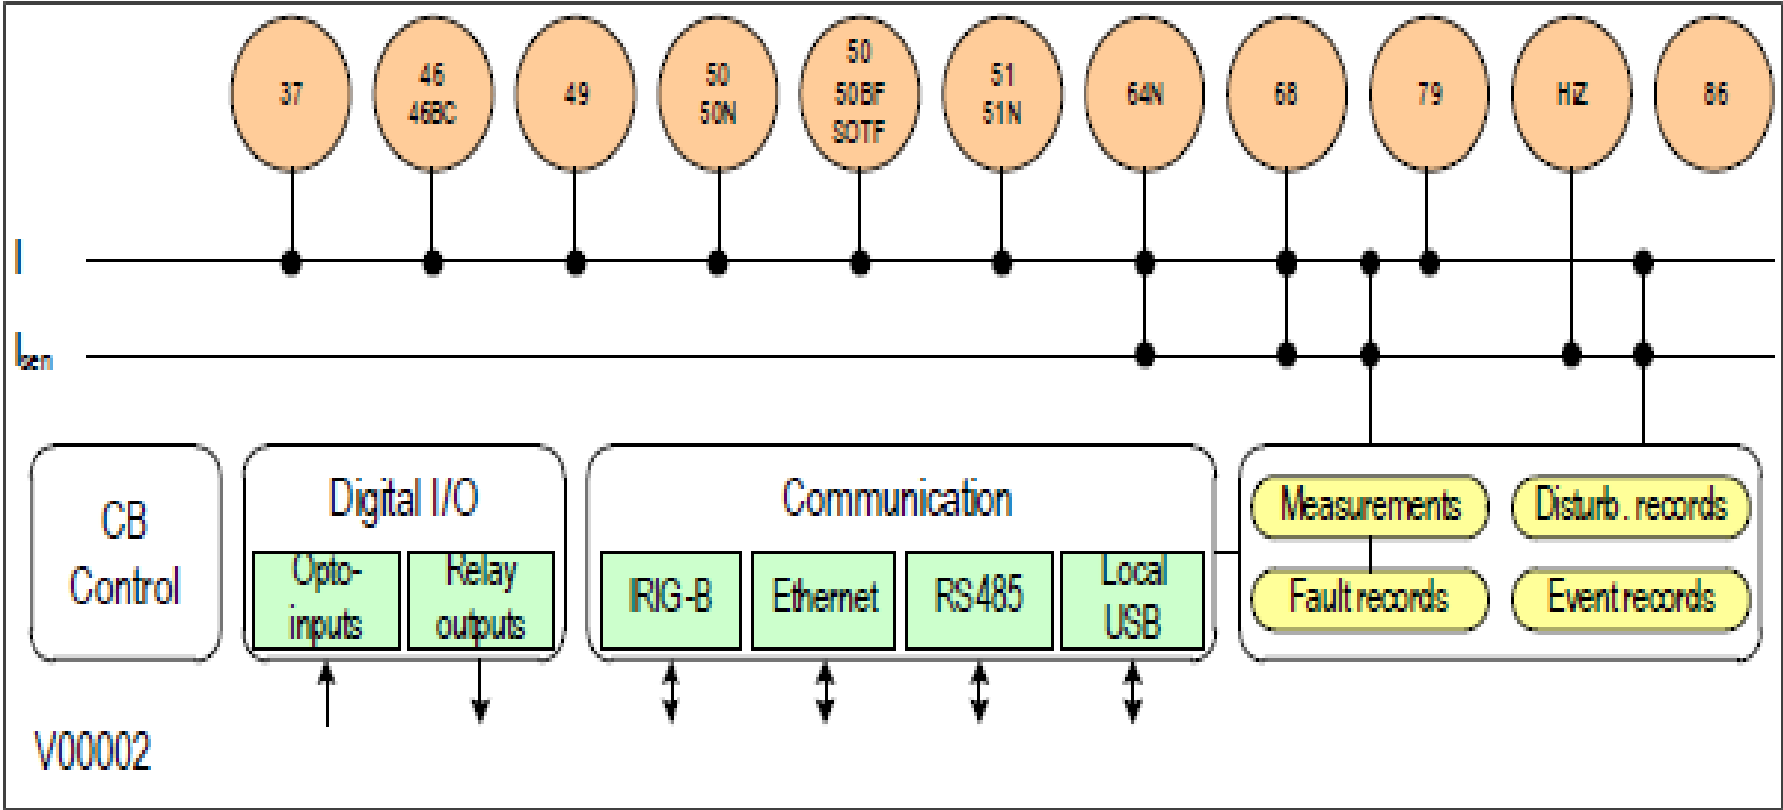 37
46
46BC
49
50
50N
50
50BF
SOTF
51
51N
64N
68
79
HiZ
86
I
Isen
CB
Control
Digital I/O
Opto-
inputs
Relay
outputs
Communication
IRIG-B
Ethernet
RS485
Local
USB
Measurements
Disturb. records
Fault records
Event records
V00002